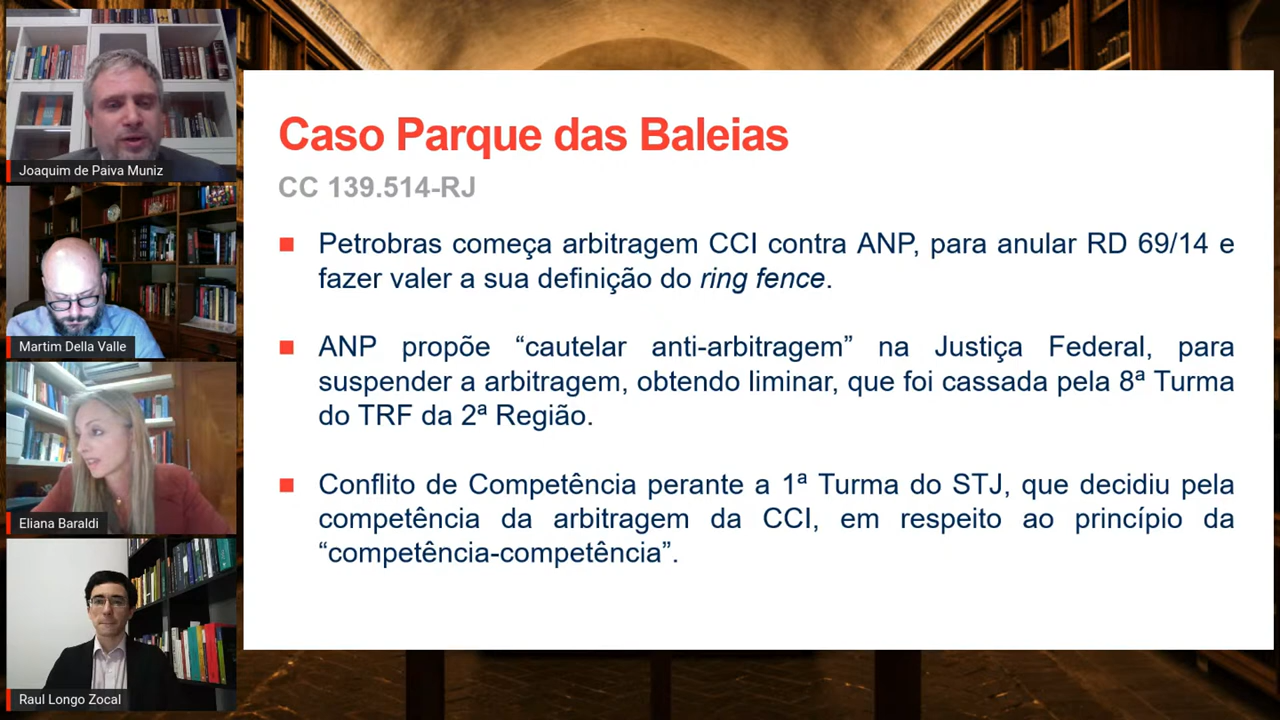 Joaquim de Paiva Muniz
Martim Della Valle
Eliana Baraldi
Raul Longo Zocal
Caso Parque das Baleias
CC 139.514-RJ
Petrobras começa arbitragem CCI contra ANP, para anular RD 69/14 e
fazer valer a sua definição do ring fence.
ANP propõe “cautelar anti-arbitragem” na Justiça Federal, para
suspender a arbitragem, obtendo liminar, que foi cassada pela 8ª Turma
do TRF da 2ª Região.
Conflito de Competência perante a 1ª Turma do STJ, que decidiu pela
competência da arbitragem da CCI, em respeito ao princípio da
“competência-competência”.